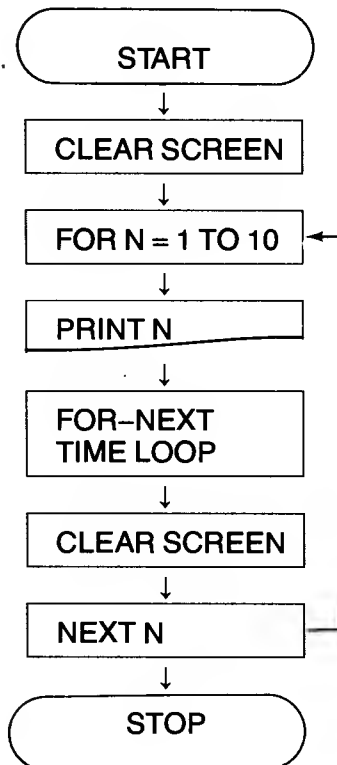 START
CLEAR SCREEN
FOR N = 1 TO 10
PRINT N
FOR–NEXT
TIME LOOP
CLEAR SCREEN
NEXT N
STOP